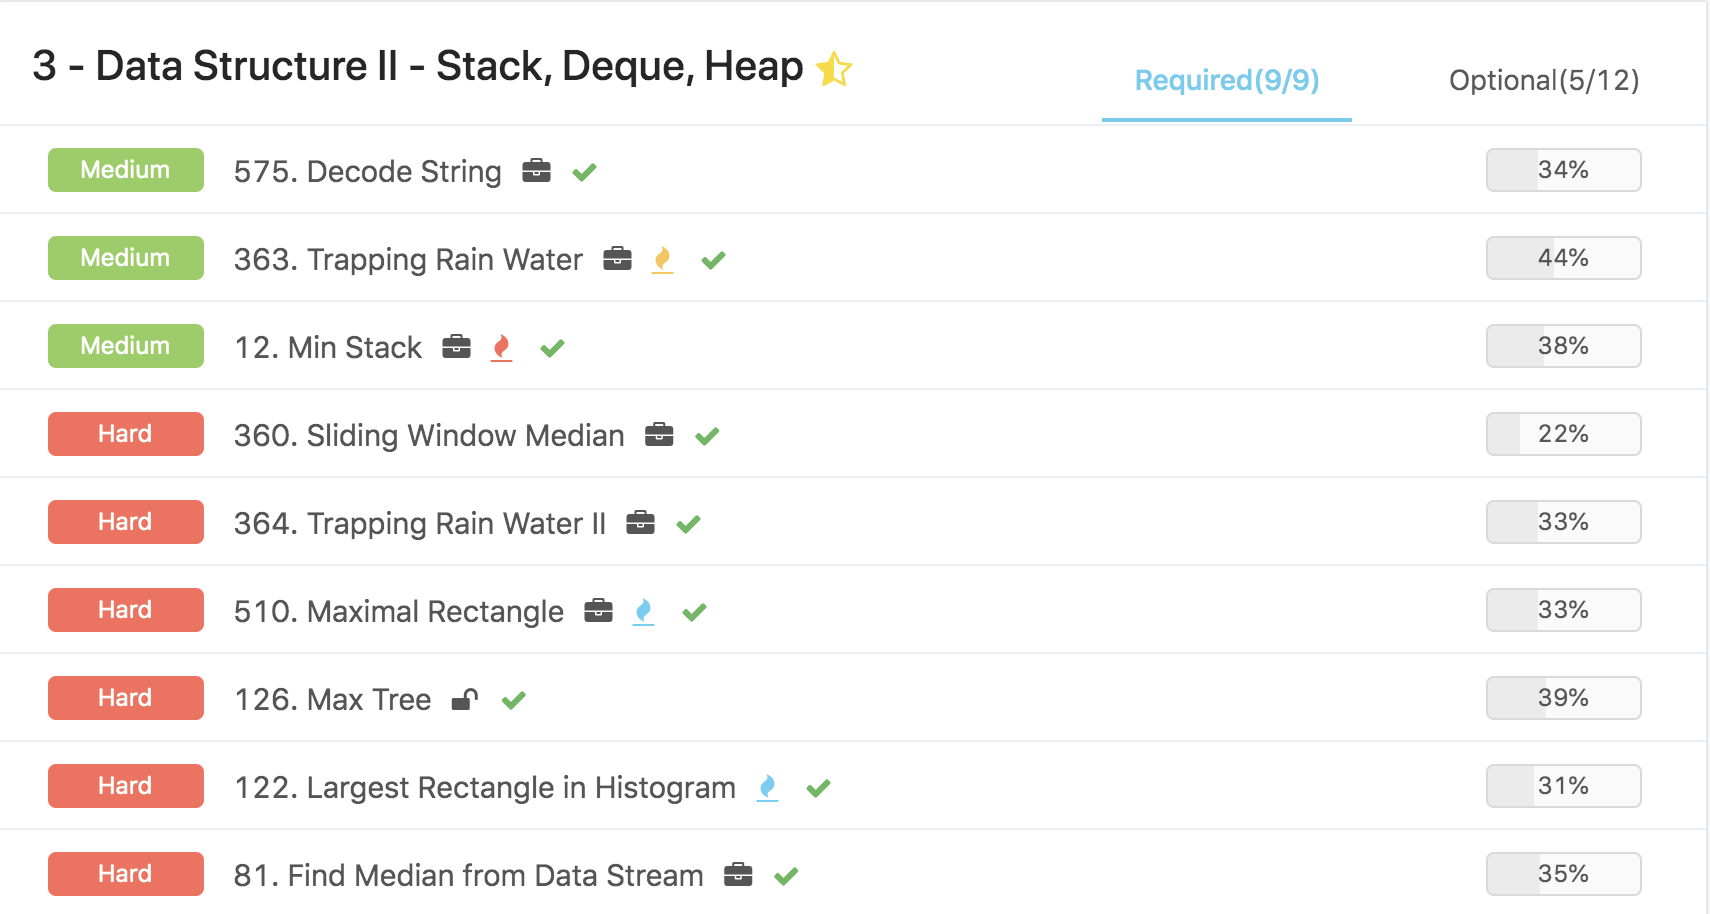 3 - Data Structure II - Stack, Deque, Heap Required(9/9) Optional(5/12)
Medium 575. Decode String 34%
Medium 363. Trapping Rain Water 44%
Medium 12. Min Stack 38%
Hard 360. Sliding Window Median 22%
Hard 364. Trapping Rain Water II 33%
Hard 510. Maximal Rectangle 33%
Hard 126. Max Tree 39%
Hard 122. Largest Rectangle in Histogram 31%
Hard 81. Find Median from Data Stream 35%